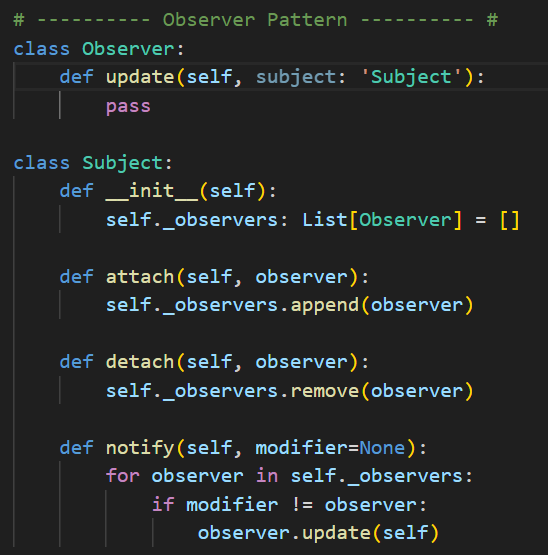 # ---------- Observer Pattern ---------- #
class Observer:
    def update(self, subject: 'Subject'):
        pass

class Subject:
    def __init__(self):
        self._observers: List[Observer] = []

    def attach(self, observer):
        self._observers.append(observer)

    def detach(self, observer):
        self._observers.remove(observer)

    def notify(self, modifier=None):
        for observer in self._observers:
            if modifier != observer:
                observer.update(self)